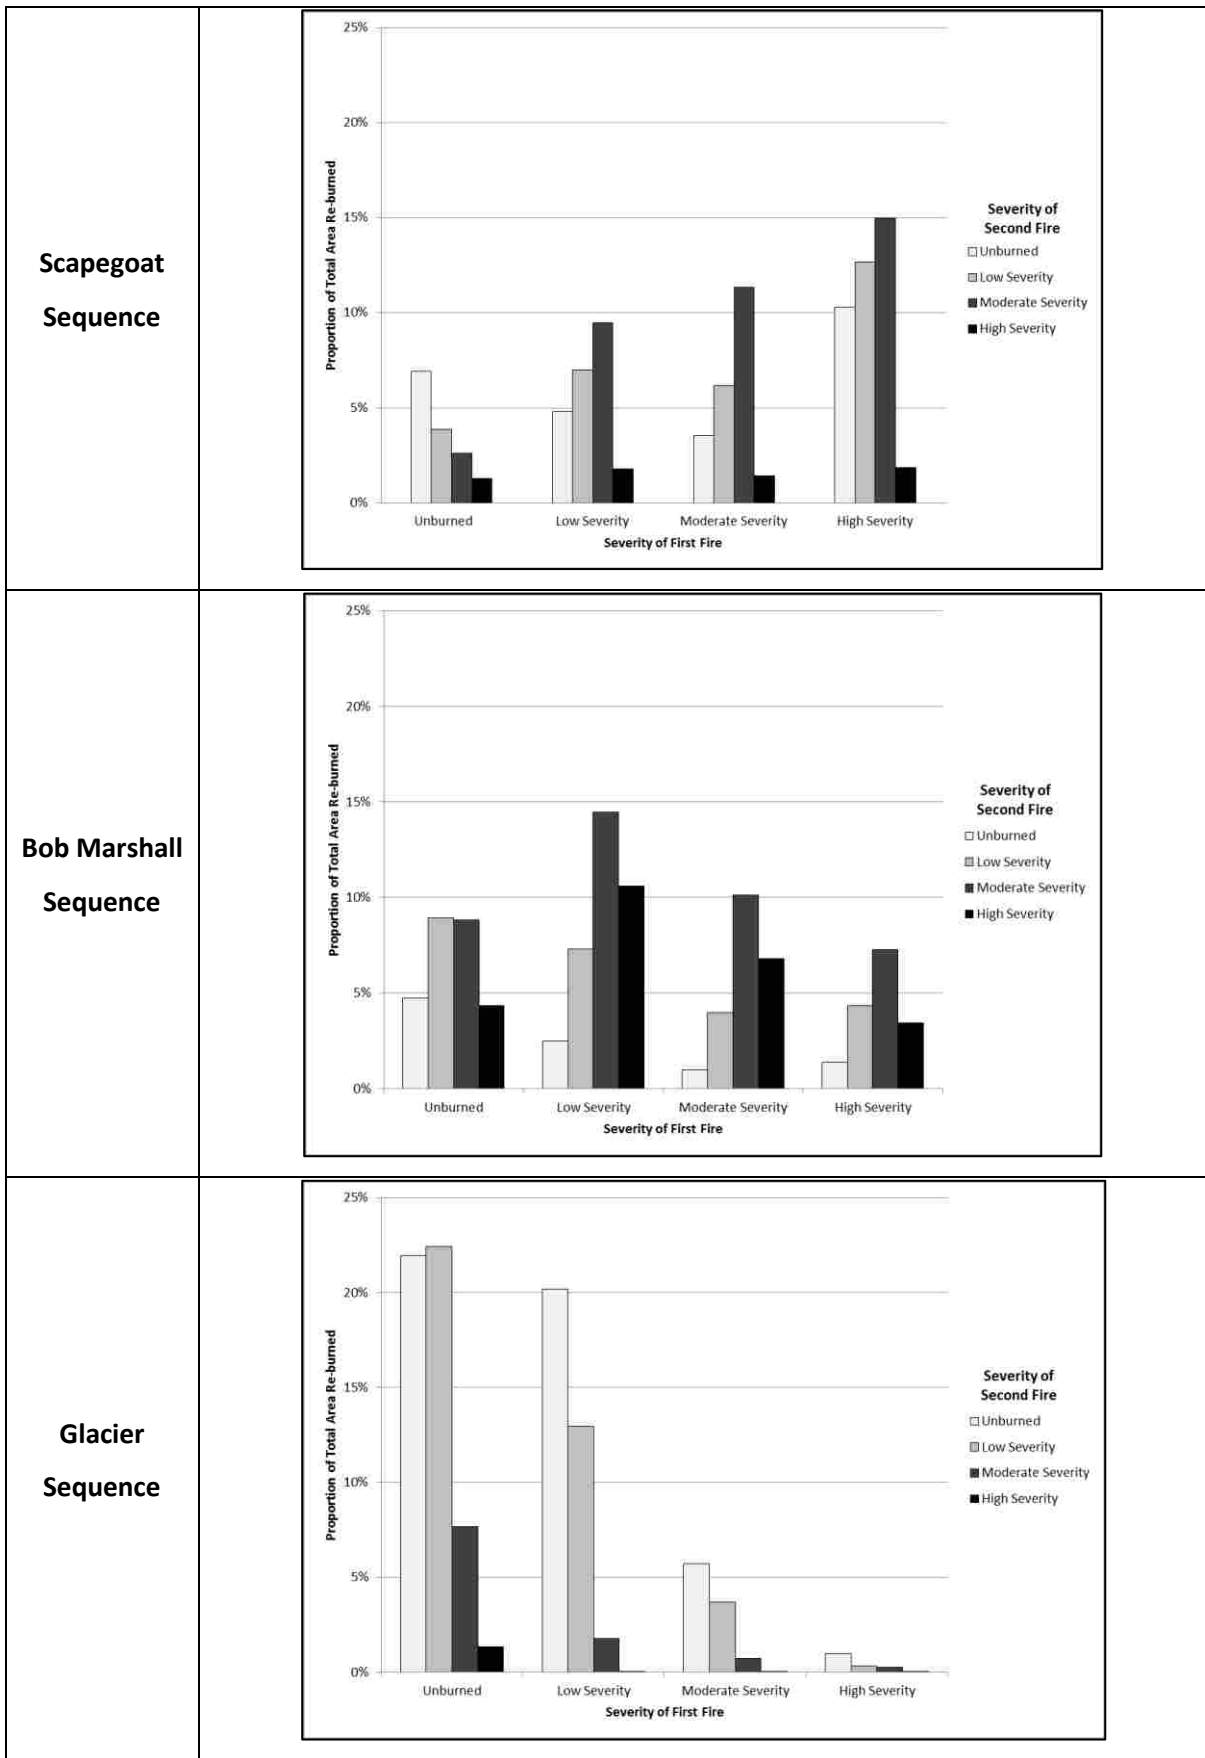 Scapegoat
Sequence
25%
20%
15%
10%
5%
0%
Proportion of Total Area Re-burned
Unburned
Low Severity
Moderate Severity
High Severity
Severity of First Fire
Severity of
Second Fire
Unburned
Low Severity
Moderate Severity
High Severity
Bob Marshall
Sequence
25%
20%
15%
10%
5%
0%
Proportion of Total Area Re-burned
Unburned
Low Severity
Moderate Severity
High Severity
Severity of First Fire
Severity of
Second Fire
Unburned
Low Severity
Moderate Severity
High Severity
Glacier
Sequence
25%
20%
15%
10%
5%
0%
Proportion of Total Area Re-burned
Unburned
Low Severity
Moderate Severity
High Severity
Severity of First Fire
Severity of
Second Fire
Unburned
Low Severity
Moderate Severity
High Severity